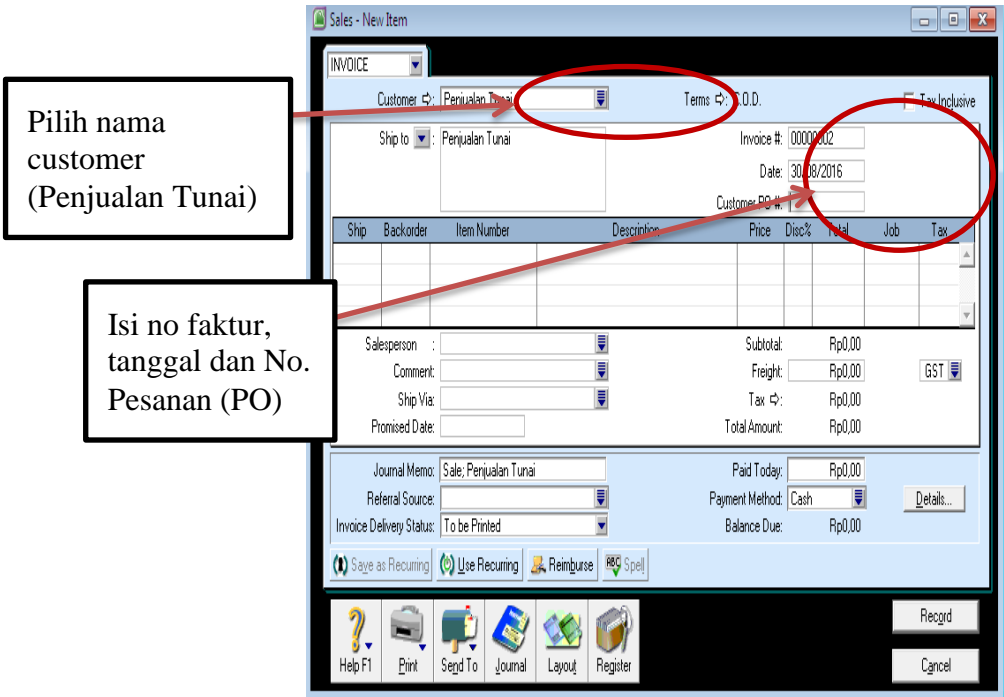 Sales - New Item
INVOICE
Customer : Penjualan Tunai
Terms : C.O.D.
Tax Inclusive
Pilih nama
customer
(Penjualan Tunai)
Ship to : Penjualan Tunai
Invoice #: 00000002
Date: 30/08/2016
Customer PO #:
Ship Backorder Item Number Description Price Disc% Total Job Tax
Isi no faktur,
tanggal dan No.
Pesanan (PO)
Salesperson :
Comment:
Ship Via:
Promised Date:
Subtotal: Rp0,00
Freight: Rp0,00 GST
Tax : Rp0,00
Total Amount: Rp0,00
Journal Memo: Sale; Penjualan Tunai
Referral Source:
Invoice Delivery Status: To be Printed
Paid Today: Rp0,00
Payment Method: Cash Details...
Balance Due: Rp0,00
Save as Recurring Use Recurring Reimburse ABC Spell
Help F1 Print Send To Journal Layout Register
Record
Cancel